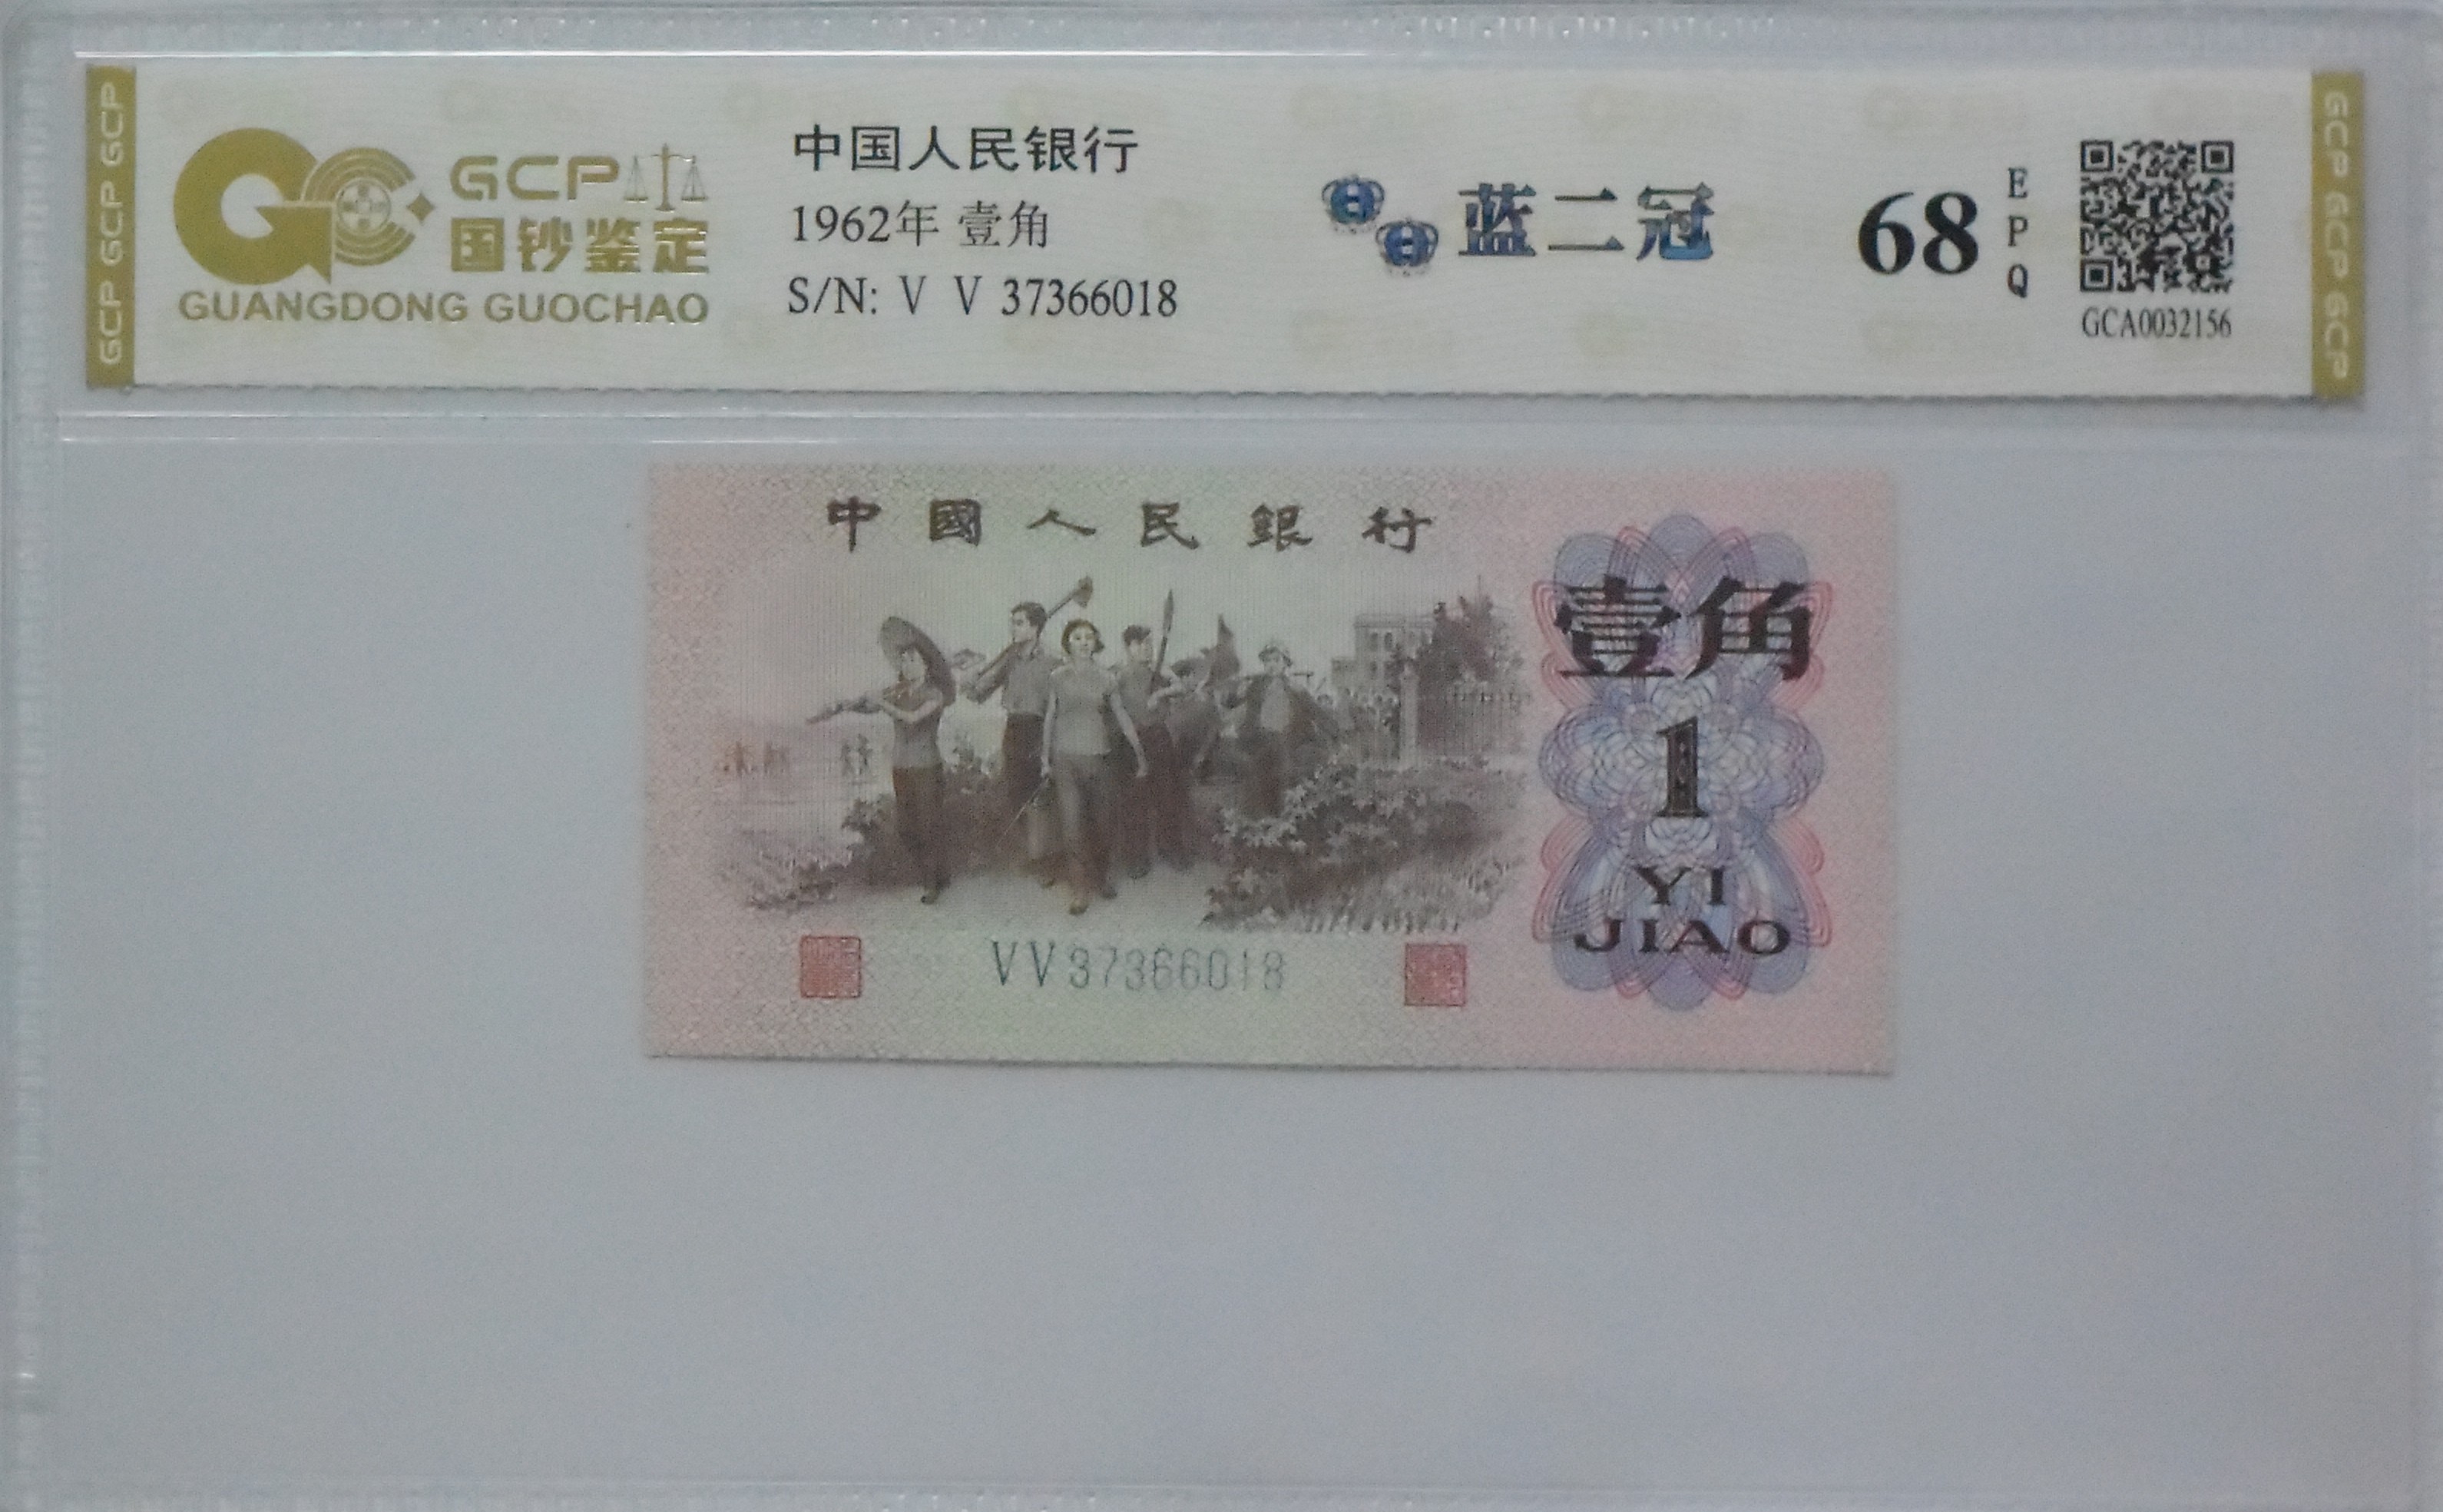 GCP GCP GCP
GCP
国钞鉴定
GUANGDONG GUOCHAO
中国人民银行
1962年 壹角
S/N: V V 37366018
蓝二冠
68
EPQ
GCA0032156
GCP GCP GCP
中國人民銀行
壹角
1
YI
JIAO
VV37366018